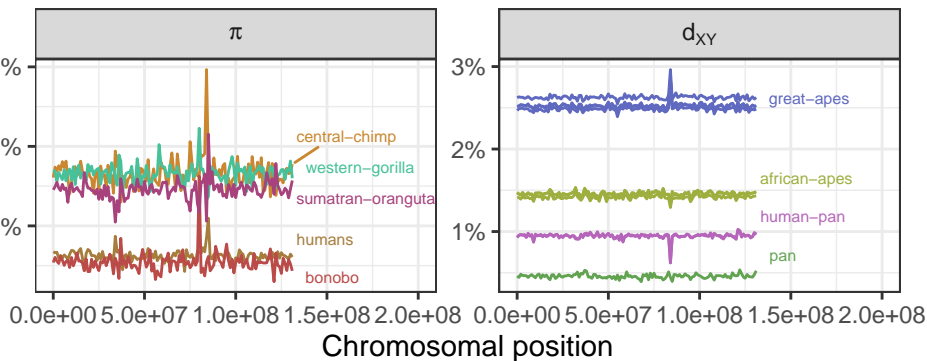 π
d_XY
%
%
%
central−chimp
western−gorilla
sumatran−oranguta
humans
bonobo
3%
2%
1%
great−apes
african−apes
human−pan
pan
0.0e+00 5.0e+07 1.0e+08 1.5e+08 2.0e+08
0.0e+00 5.0e+07 1.0e+08 1.5e+08 2.0e+08
Chromosomal position